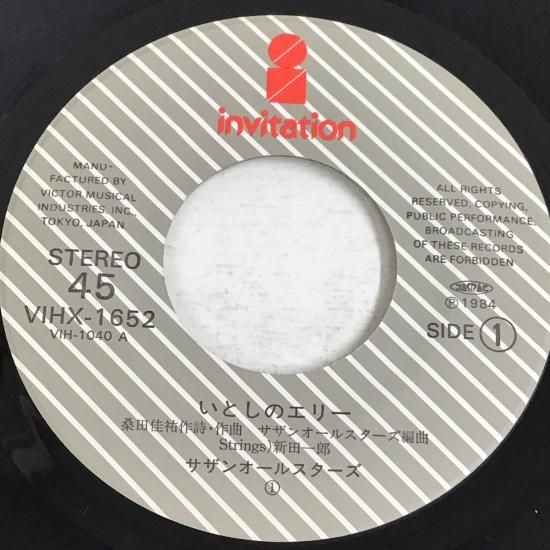 invitation
MANU-
FACTURED BY
VICTOR MUSICAL
INDUSTRIES, INC.,
TOKYO, JAPAN
STEREO
45
VIHX-1652
VIH-1040 A
ALL RIGHTS
RESERVED, COPYING,
PUBLIC PERFORMANCE,
BROADCASTING
OF THESE RECORDS
ARE FORBIDDEN
JASRAC
Ⓟ1984
SIDE ①
いとしのエリー
桑田佳祐作詩・作曲 サザンオールスターズ編曲
Strings)新田一郎
サザンオールスターズ
ⓘ